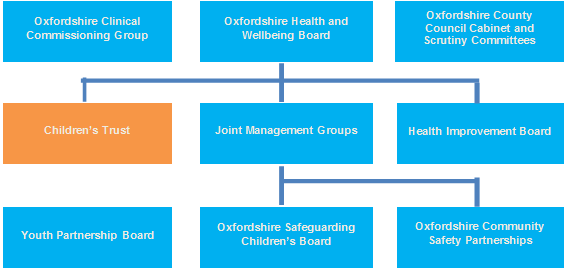 Oxfordshire Clinical
Commissioning Group
Oxfordshire Health and
Wellbeing Board
Oxfordshire County
Council Cabinet and
Scrutiny Committees
Children's Trust
Joint Management Groups
Health Improvement Board
Youth Partnership Board
Oxfordshire Safeguarding
Children's Board
Oxfordshire Community
Safety Partnerships